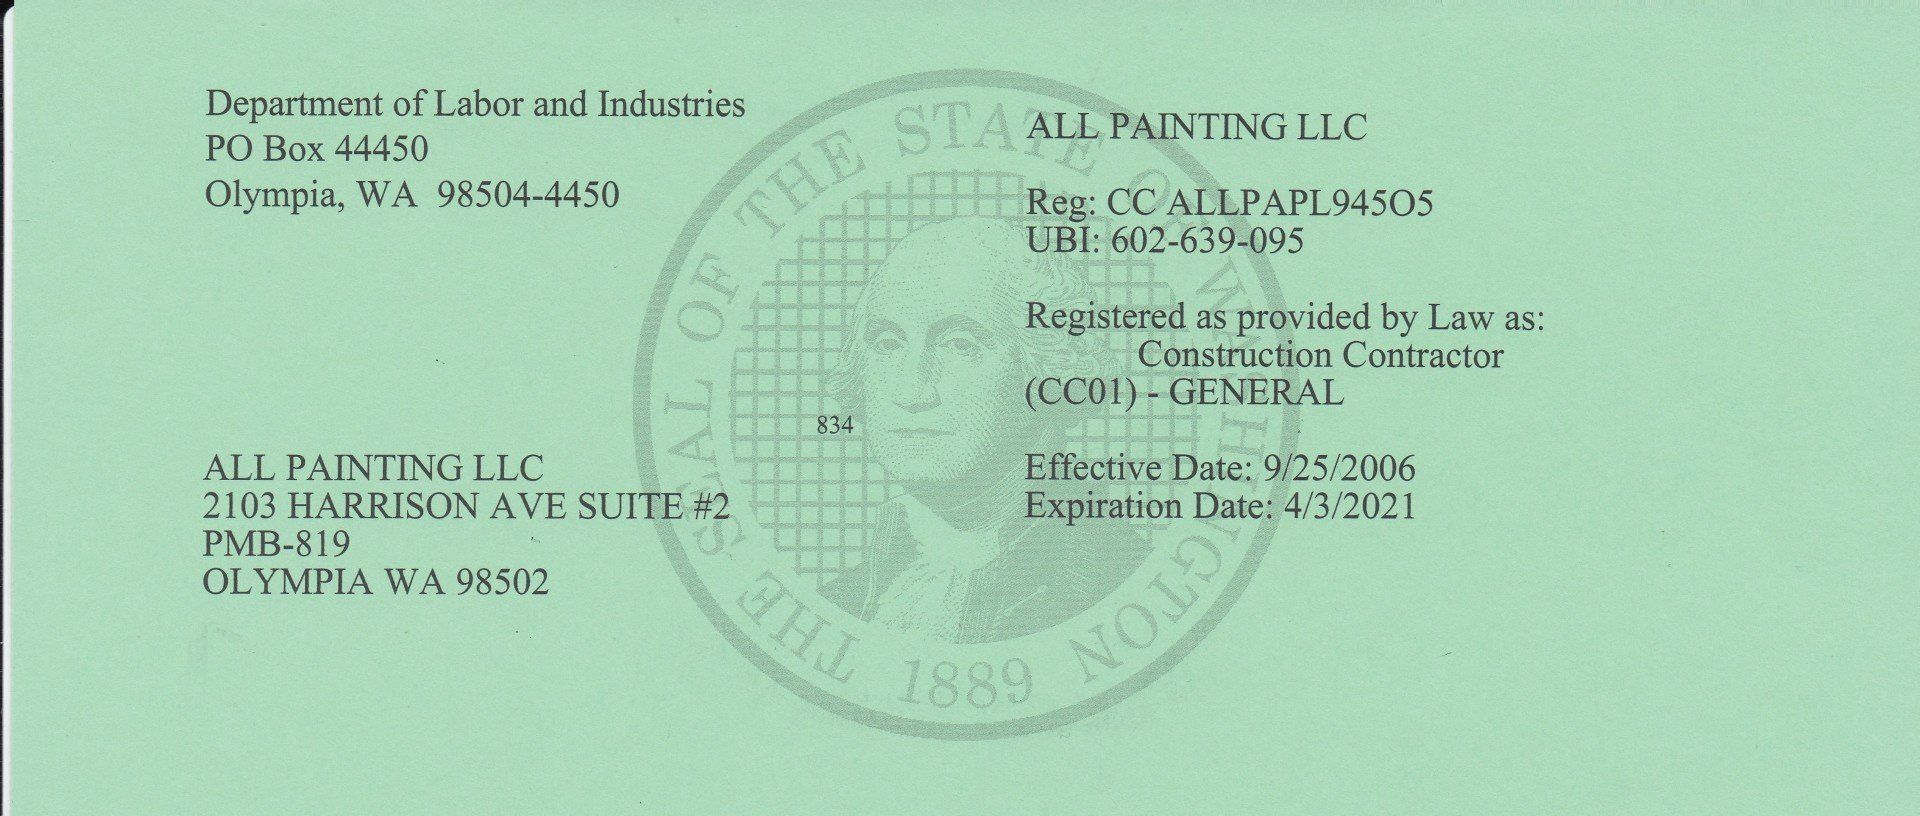 Department of Labor and Industries
PO Box 44450
Olympia, WA 98504-4450
ALL PAINTING LLC
Reg: CC ALLPAPL945O5
UBI: 602-639-095
Registered as provided by Law as:
Construction Contractor
(CC01) - GENERAL
Effective Date: 9/25/2006
Expiration Date: 4/3/2021
834
ALL PAINTING LLC
2103 HARRISON AVE SUITE #2
PMB-819
OLYMPIA WA 98502
THE SEAL OF THE STATE OF WASHINGTON
1889